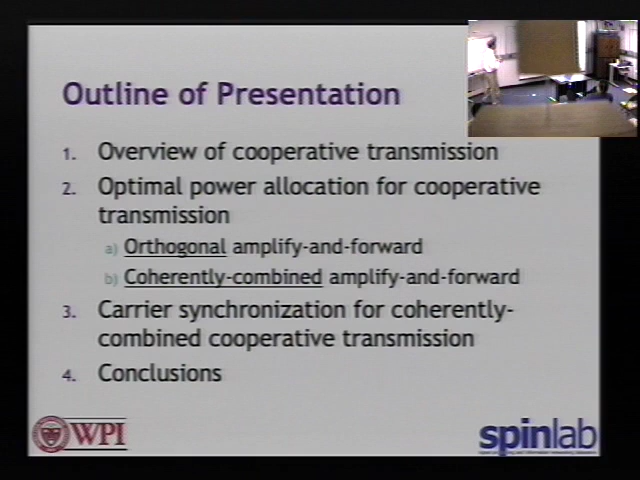 Outline of Presentation
1. Overview of cooperative transmission
2. Optimal power allocation for cooperative
transmission
a) Orthogonal amplify-and-forward
b) Coherently-combined amplify-and-forward
3. Carrier synchronization for coherently-
combined cooperative transmission
4. Conclusions
WPI
spinlab